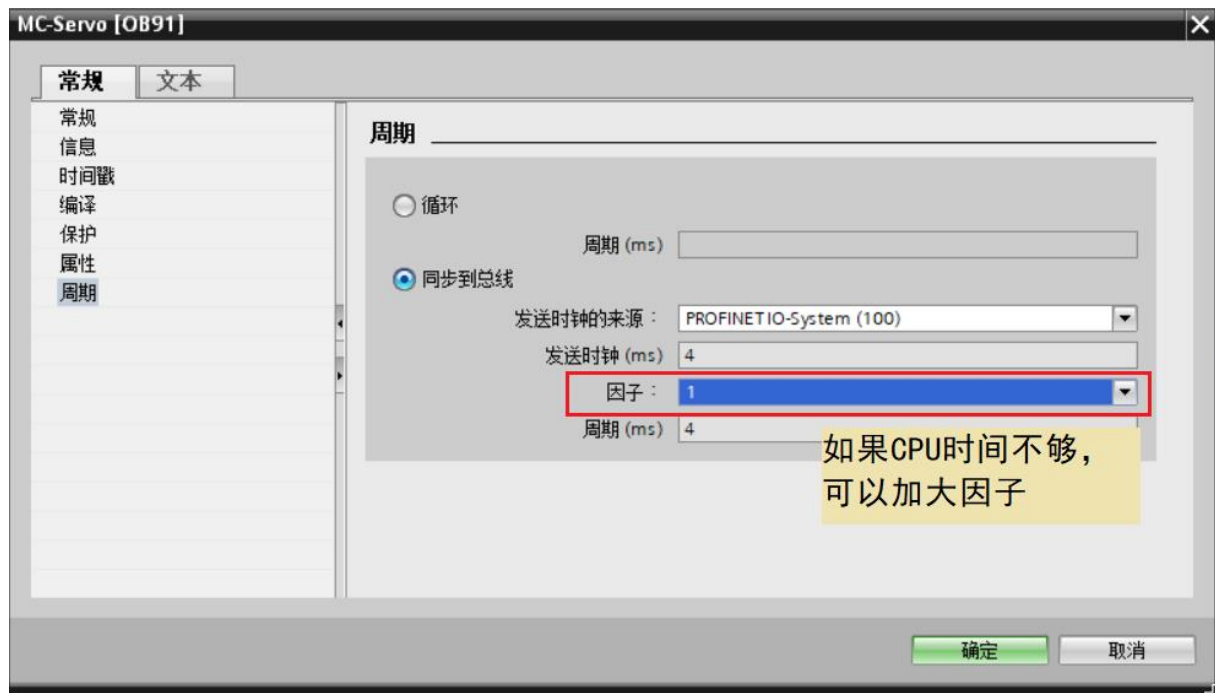 MC-Servo [OB91]
常规
文本
常规
信息
时间戳
编译
保护
属性
周期
周期
循环
周期 (ms)
同步到总线
发送时钟的来源： PROFINET IO-System (100)
发送时钟 (ms) 4
因子： 1
周期 (ms) 4
如果CPU时间不够，
可以加大因子
确定
取消